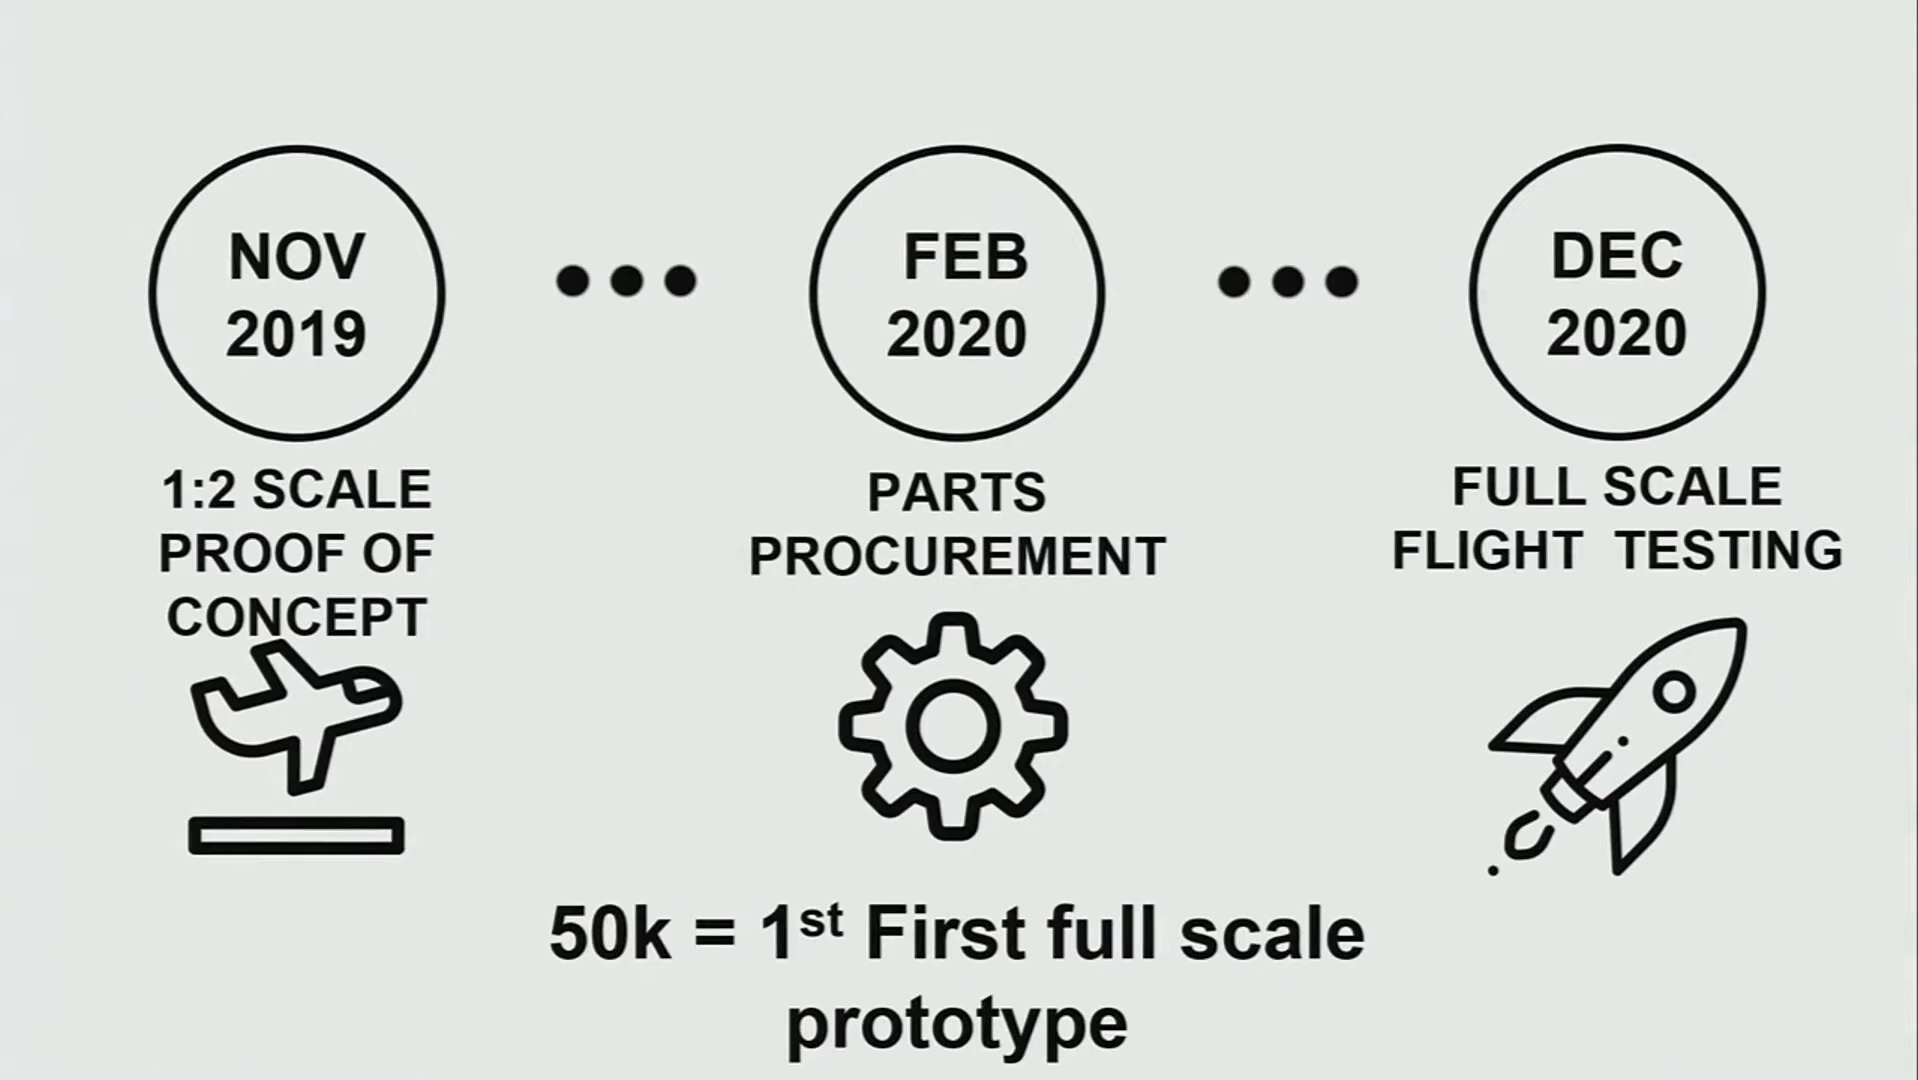 NOV
2019
FEB
2020
DEC
2020
1:2 SCALE
PROOF OF
CONCEPT
PARTS
PROCUREMENT
FULL SCALE
FLIGHT TESTING
50k = 1st First full scale
prototype